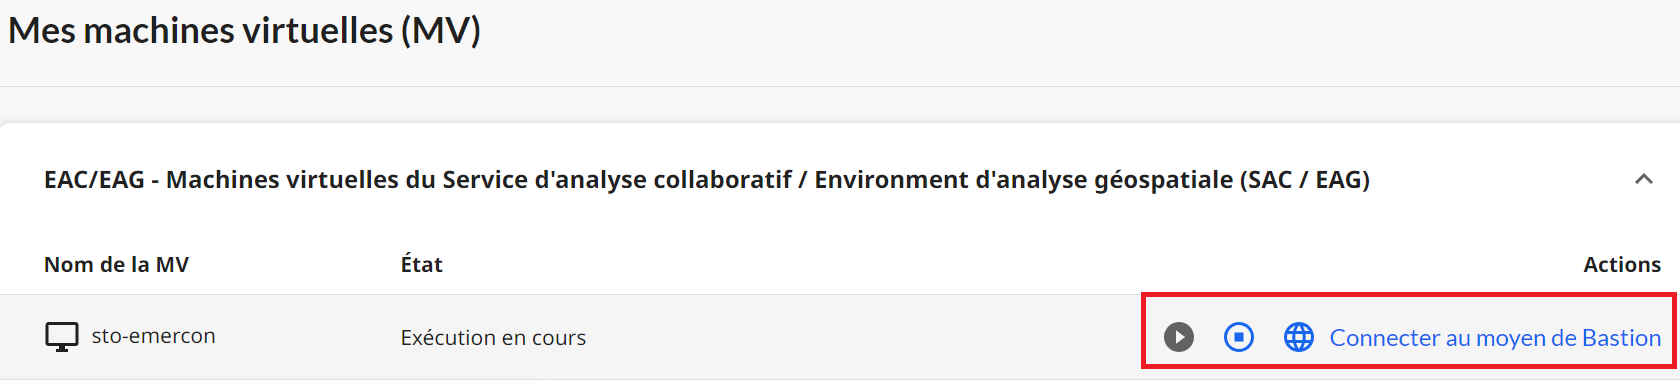 Mes machines virtuelles (MV)
EAC/EAG - Machines virtuelles du Service d'analyse collaboratif / Environment d'analyse géospatiale (SAC / EAG)
Nom de la MV État Actions
sto-emercon Exécution en cours Connecter au moyen de Bastion